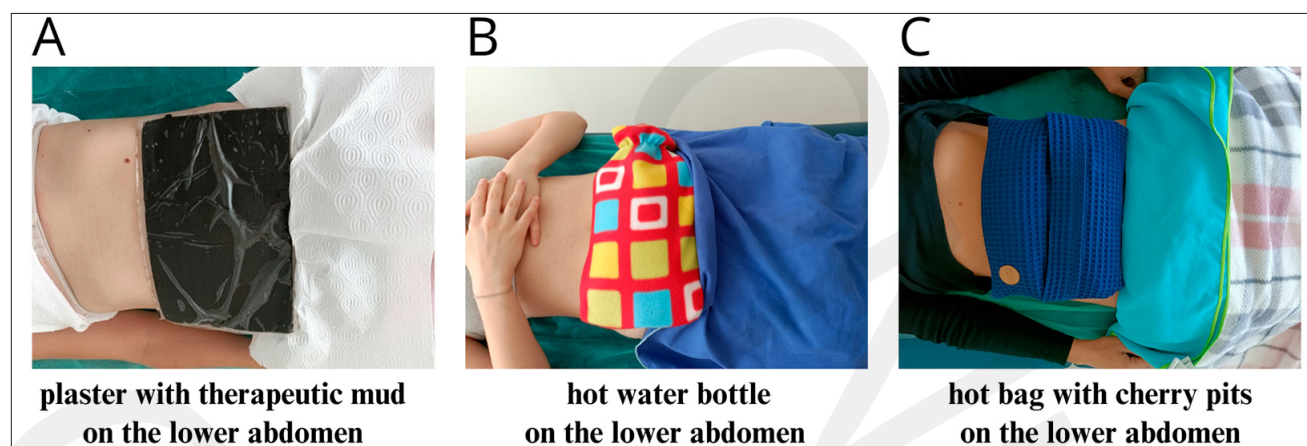 A
B
C
plaster with therapeutic mud
on the lower abdomen
hot water bottle
on the lower abdomen
hot bag with cherry pits
on the lower abdomen